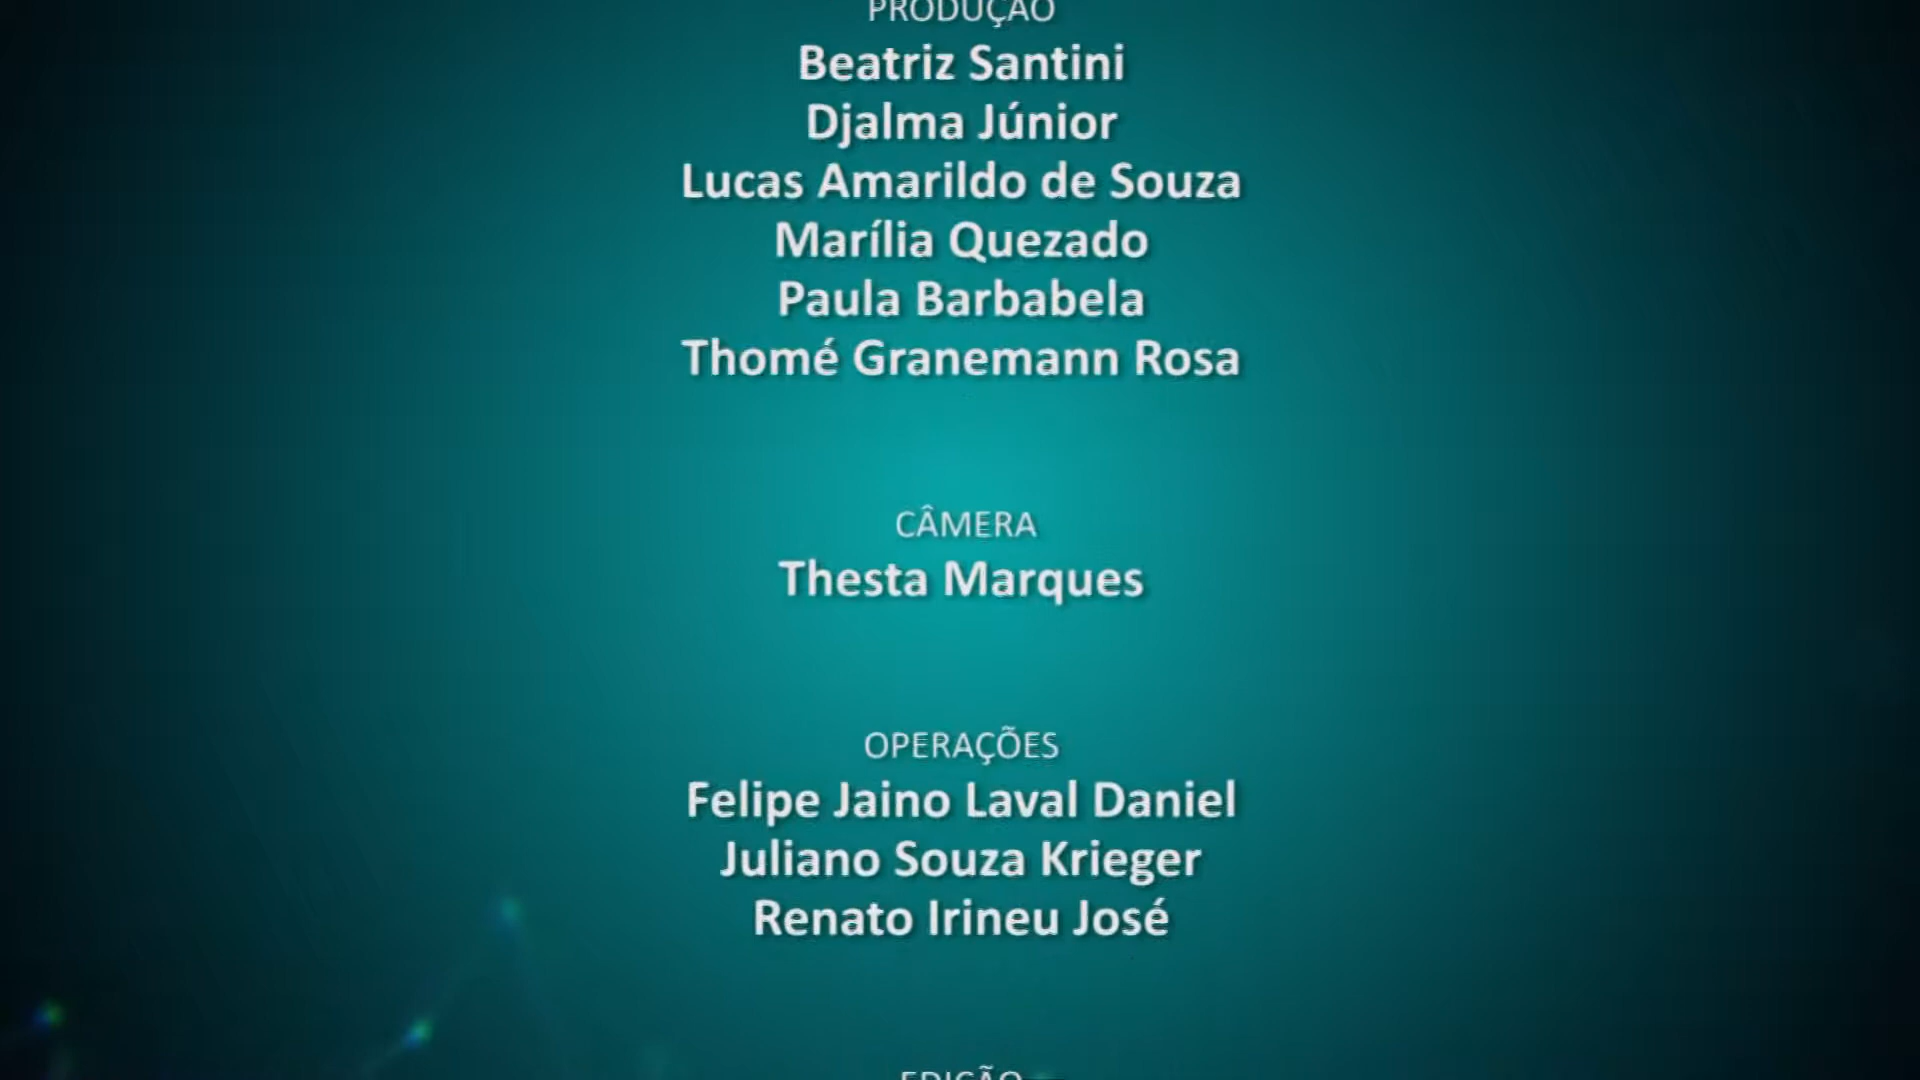 PRODUÇÃO
Beatriz Santini
Djalma Júnior
Lucas Amarildo de Souza
Marília Quezado
Paula Barbabela
Thomé Granemann Rosa
CÂMERA
Thesta Marques
OPERAÇÕES
Felipe Jaino Laval Daniel
Juliano Souza Krieger
Renato Irineu José
EDIÇÃO